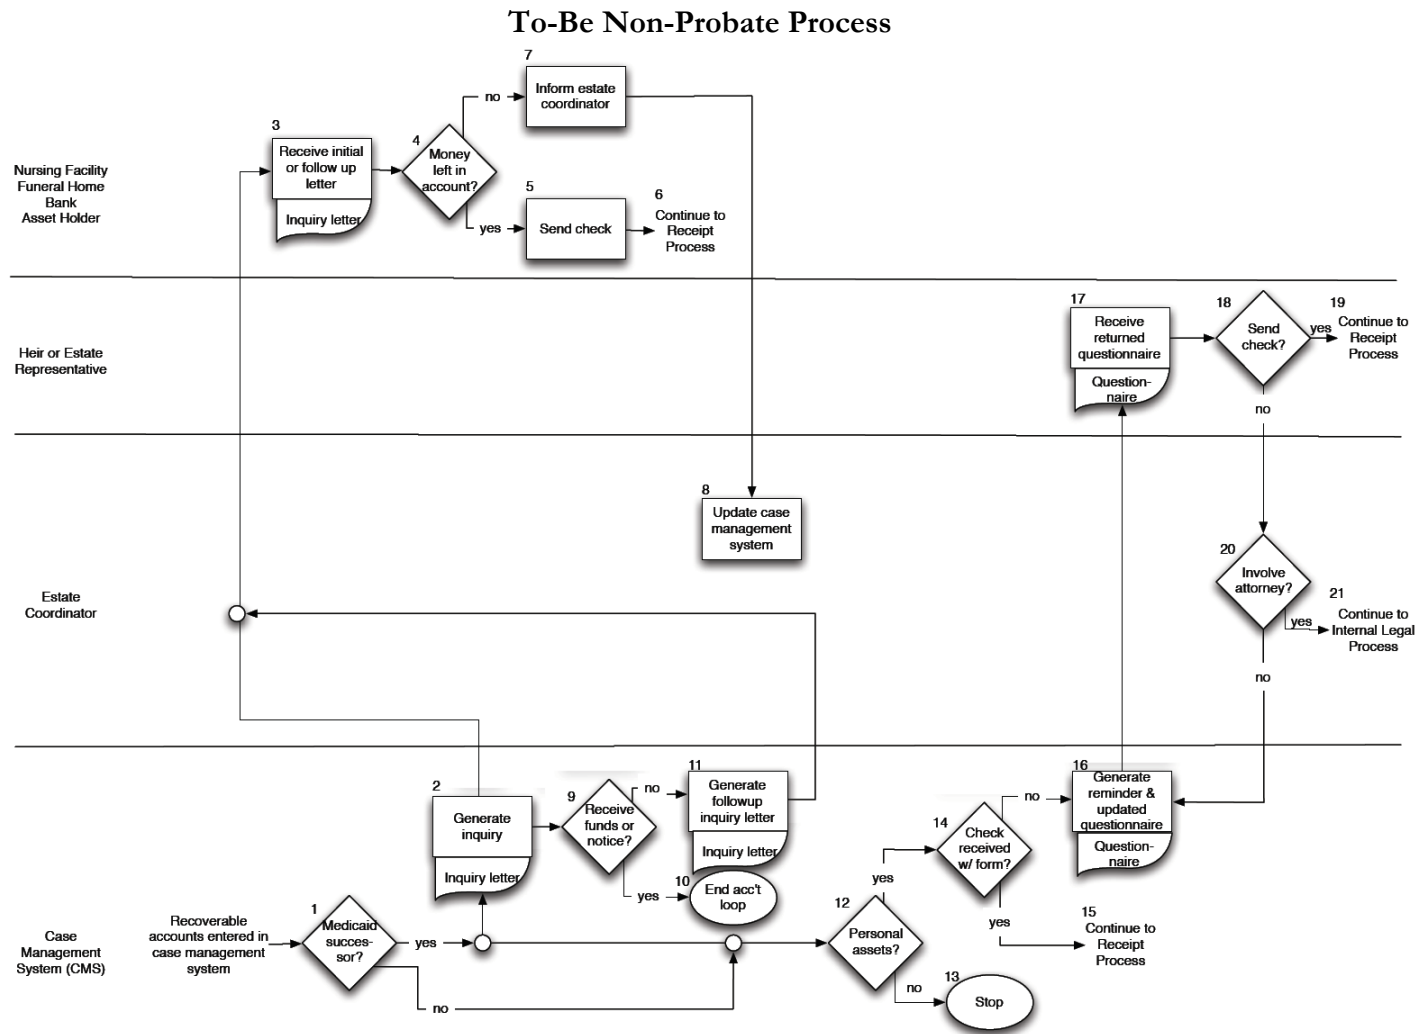 To-Be Non-Probate Process
7
Inform estate
coordinator
no
3
Receive initial
or follow up
letter
Inquiry letter
4
Money
left in
account?
yes
5
Send check
6
Continue to
Receipt
Process
Nursing Facility
Funeral Home
Bank
Asset Holder
Heir or Estate
Representative
17
Receive
returned
questionnaire
Question-
naire
18
Send
check?
yes
19
Continue to
Receipt
Process
no
8
Update case
management
system
Estate
Coordinator
20
Involve
attorney?
yes
21
Continue to
Internal Legal
Process
no
2
Generate
inquiry
Inquiry letter
9
Receive
funds or
notice?
no
11
Generate
followup
inquiry letter
Inquiry letter
yes
10
End acc't
loop
14
Check
received
w/ form?
no
16
Generate
reminder &
updated
questionnaire
Question-
naire
yes
15
Continue to
Receipt
Process
Case
Management
System (CMS)
Recoverable
accounts entered in
case management
system
1
Medicaid
succes-
sor?
yes
no
12
Personal
assets?
yes
no
13
Stop